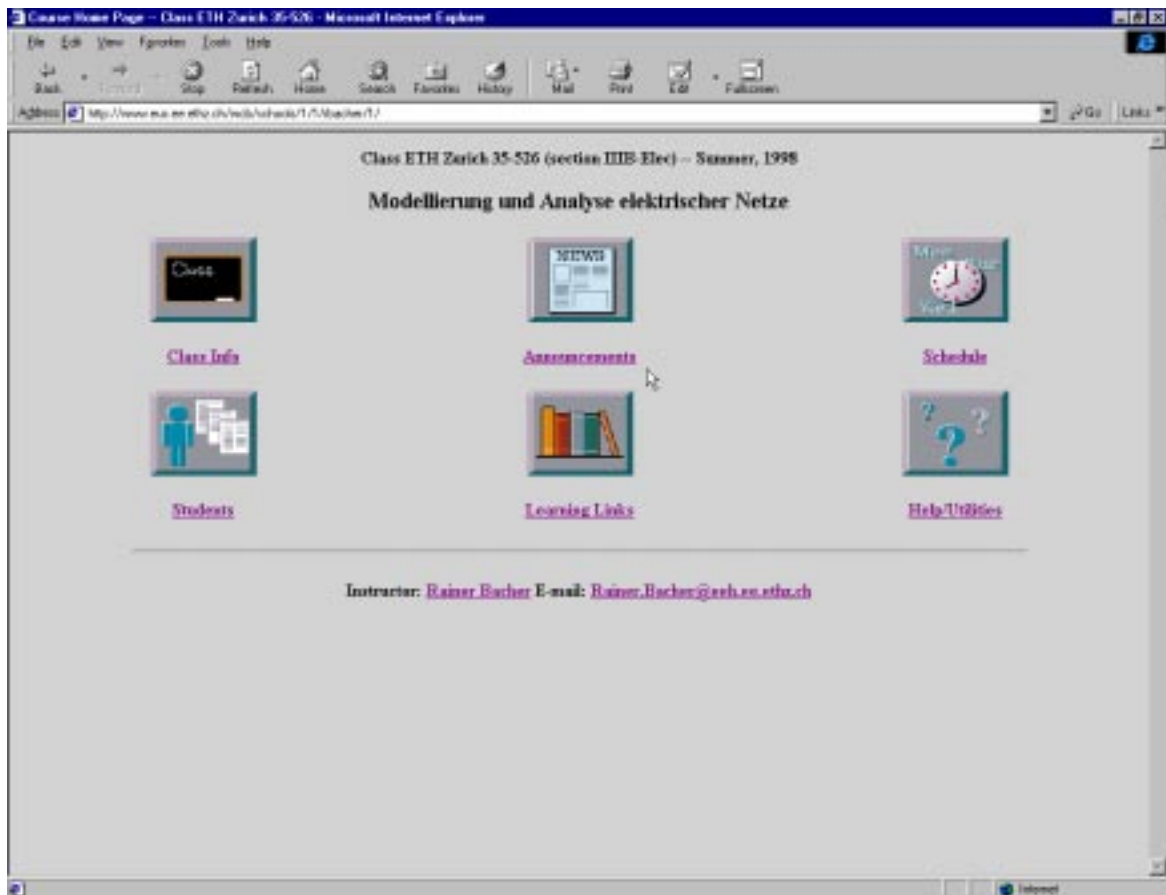 Course Home Page -- Class ETH Zurich 35-526 - Microsoft Internet Explorer
File Edit View Favorites Tools Help
Back Forward Stop Refresh Home Search Favorites History Mail Print Edit Fullscreen
Address Go Links
Class ETH Zurich 35-526 (section IIIB-Elec) -- Summer, 1998
Modellierung und Analyse elektrischer Netze
Class NEWS
Class Info Announcements Schedule
? ? ?
Students Learning Links Help/Utilities
Instructor: Rainer Bacher E-mail: Rainer.Bacher@eeh.ee.ethz.ch
Internet